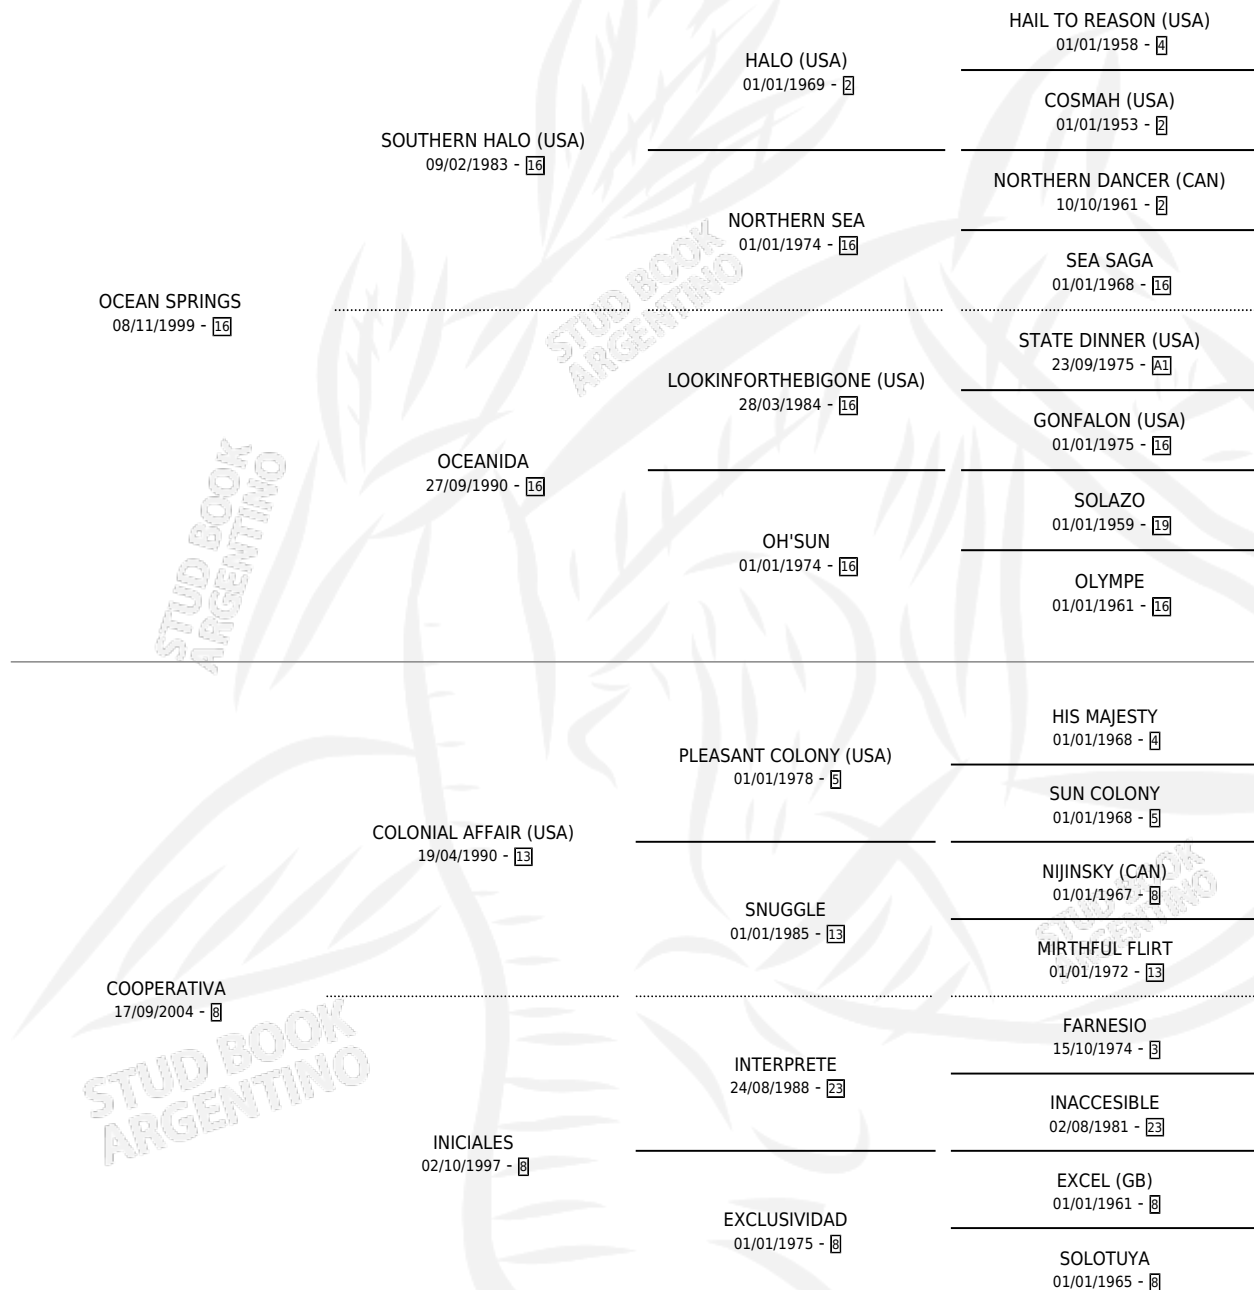 HAIL TO REASON (USA)
01/01/1958 - 4
HALO (USA)
01/01/1969 - 2
COSMAH (USA)
01/01/1953 - 2
SOUTHERN HALO (USA)
09/02/1983 - 16
NORTHERN DANCER (CAN)
10/10/1961 - 2
NORTHERN SEA
01/01/1974 - 16
SEA SAGA
01/01/1968 - 16
OCEAN SPRINGS
08/11/1999 - 16
STATE DINNER (USA)
23/09/1975 - A1
LOOKINFORTHEBIGONE (USA)
28/03/1984 - 16
GONFALON (USA)
01/01/1975 - 16
OCEANIDA
27/09/1990 - 16
SOLAZO
01/01/1959 - 19
OH'SUN
01/01/1974 - 16
OLYMPE
01/01/1961 - 16
HIS MAJESTY
01/01/1968 - 4
PLEASANT COLONY (USA)
01/01/1978 - 5
SUN COLONY
01/01/1968 - 5
COLONIAL AFFAIR (USA)
19/04/1990 - 13
NIJINSKY (CAN)
01/01/1967 - 8
SNUGGLE
01/01/1985 - 13
MIRTHFUL FLIRT
01/01/1972 - 13
COOPERATIVA
17/09/2004 - 8
FARNESIO
15/10/1974 - 3
INTERPRETE
24/08/1988 - 23
INACCESIBLE
02/08/1981 - 23
INICIALES
02/10/1997 - 8
EXCEL (GB)
01/01/1961 - 8
EXCLUSIVIDAD
01/01/1975 - 8
SOLOTUYA
01/01/1965 - 8
STUD BOOK
ARGENTINO
STUD BOOK
ARGENTINO
STUD BOOK
ARGENTINO
STUD BOOK
ARGENTINO